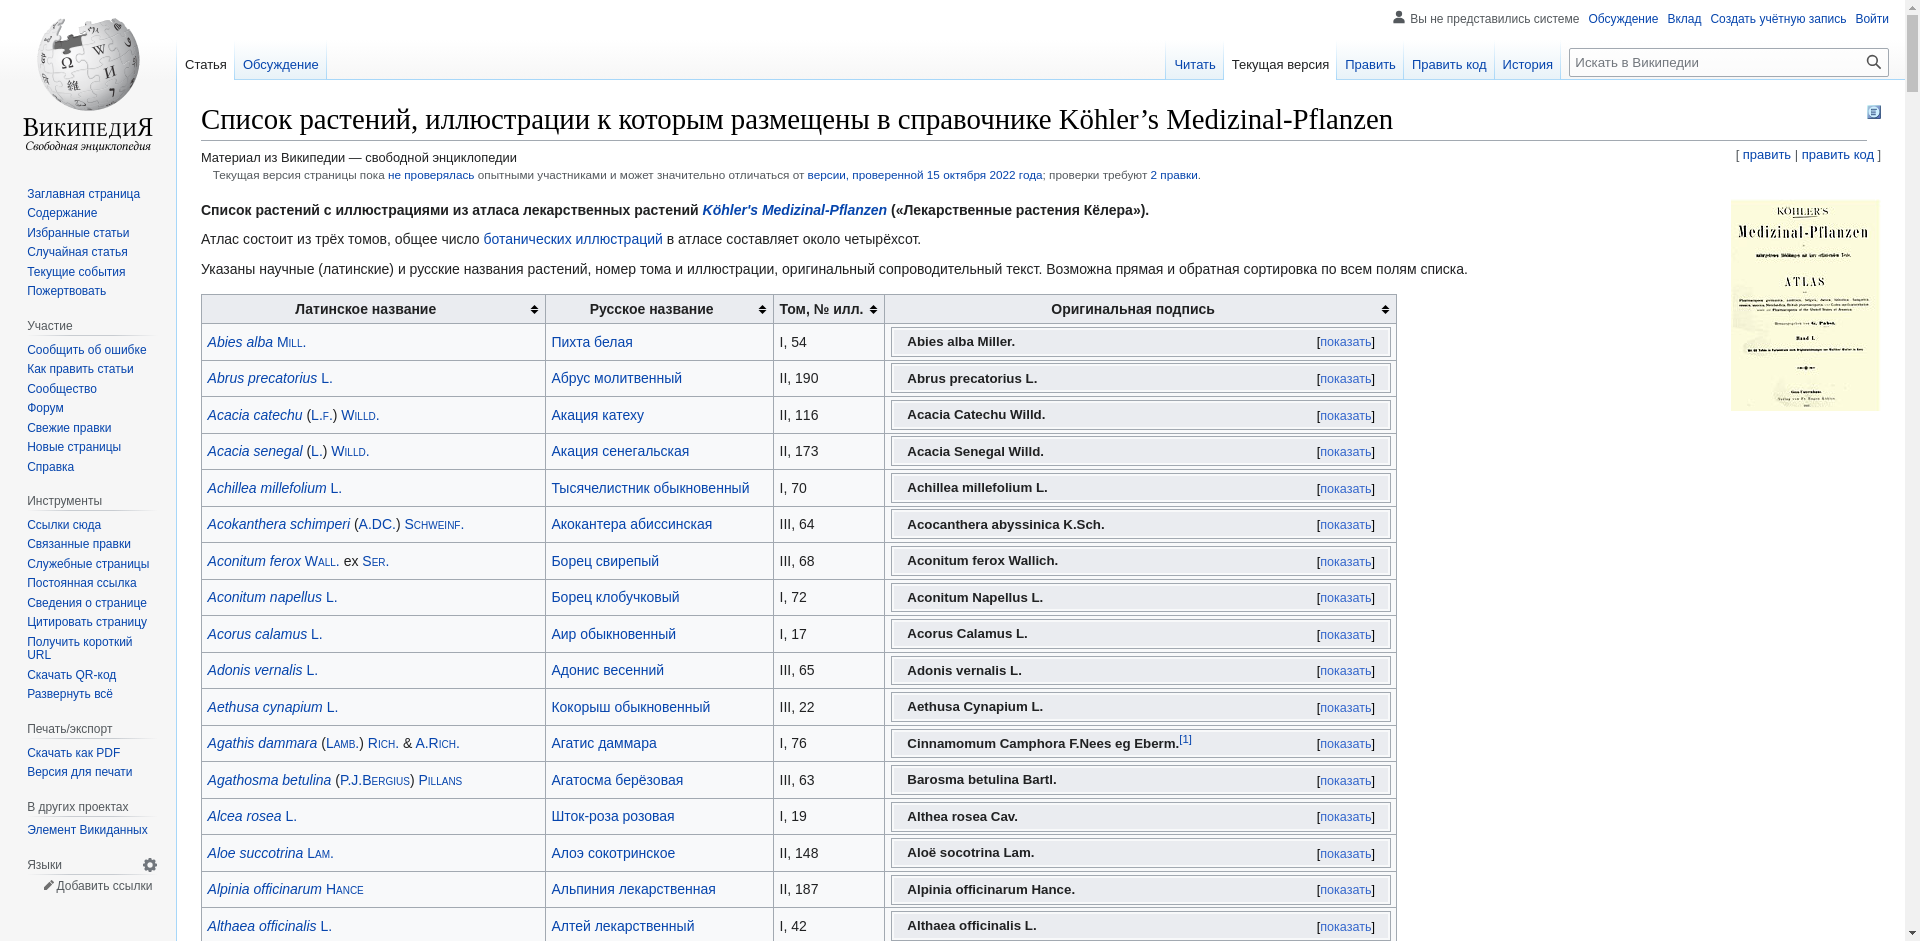 Вы не представились системе Обсуждение Вклад Создать учётную запись Войти
Статья Обсуждение Читать Текущая версия Править Править код История Искать в Википедии
ВикипедиЯ
Свободная энциклопедия
Заглавная страница
Содержание
Избранные статьи
Случайная статья
Текущие события
Пожертвовать
Участие
Сообщить об ошибке
Как править статьи
Сообщество
Форум
Свежие правки
Новые страницы
Справка
Инструменты
Ссылки сюда
Связанные правки
Служебные страницы
Постоянная ссылка
Сведения о странице
Цитировать страницу
Получить короткий
URL
Скачать QR-код
Развернуть всё
Печать/экспорт
Скачать как PDF
Версия для печати
В других проектах
Элемент Викиданных
Языки
Добавить ссылки
Список растений, иллюстрации к которым размещены в справочнике Köhler’s Medizinal-Pflanzen
Материал из Википедии — свободной энциклопедии
[ править | править код ]
Текущая версия страницы пока не проверялась опытными участниками и может значительно отличаться от версии, проверенной 15 октября 2022 года; проверки требуют 2 правки.
Список растений с иллюстрациями из атласа лекарственных растений Köhler's Medizinal-Pflanzen («Лекарственные растения Кёлера»).
Атлас состоит из трёх томов, общее число ботанических иллюстраций в атласе составляет около четырёхсот.
Указаны научные (латинские) и русские названия растений, номер тома и иллюстрации, оригинальный сопроводительный текст. Возможна прямая и обратная сортировка по всем полям списка.
KÖHLER'S
Medizinal-Pflanzen
ATLAS
Band I.
Латинское название Русское название Том, № илл. Оригинальная подпись
Abies alba Mill. Пихта белая I, 54 Abies alba Miller. [показать]
Abrus precatorius L. Абрус молитвенный II, 190 Abrus precatorius L. [показать]
Acacia catechu (L.f.) Willd. Акация катеху II, 116 Acacia Catechu Willd. [показать]
Acacia senegal (L.) Willd. Акация сенегальская II, 173 Acacia Senegal Willd. [показать]
Achillea millefolium L. Тысячелистник обыкновенный I, 70 Achillea millefolium L. [показать]
Acokanthera schimperi (A.DC.) Schweinf. Акокантера абиссинская III, 64 Acocanthera abyssinica K.Sch. [показать]
Aconitum ferox Wall. ex Ser. Борец свирепый III, 68 Aconitum ferox Wallich. [показать]
Aconitum napellus L. Борец клобучковый I, 72 Aconitum Napellus L. [показать]
Acorus calamus L. Аир обыкновенный I, 17 Acorus Calamus L. [показать]
Adonis vernalis L. Адонис весенний III, 65 Adonis vernalis L. [показать]
Aethusa cynapium L. Кокорыш обыкновенный III, 22 Aethusa Cynapium L. [показать]
Agathis dammara (Lamb.) Rich. & A.Rich. Агатис даммара I, 76 Cinnamomum Camphora F.Nees eg Eberm.[1] [показать]
Agathosma betulina (P.J.Bergius) Pillans Агатосма берёзовая III, 63 Barosma betulina Bartl. [показать]
Alcea rosea L. Шток-роза розовая I, 19 Althea rosea Cav. [показать]
Aloe succotrina Lam. Алоэ сокотринское II, 148 Aloë socotrina Lam. [показать]
Alpinia officinarum Hance Альпиния лекарственная II, 187 Alpinia officinarum Hance. [показать]
Althaea officinalis L. Алтей лекарственный I, 42 Althaea officinalis L. [показать]